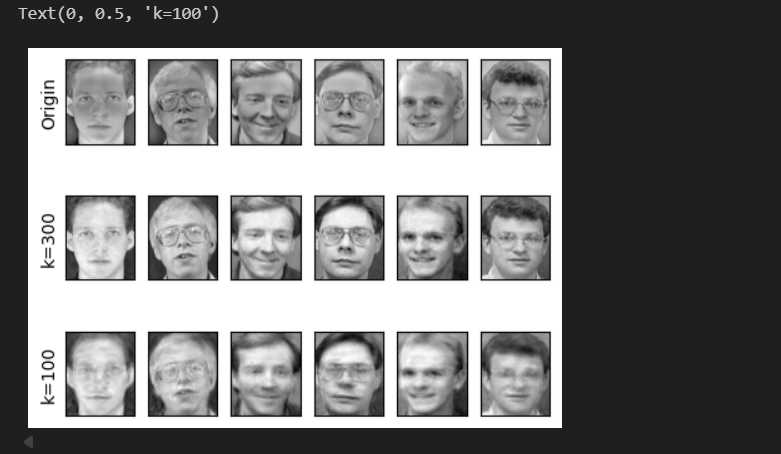 Text(0, 0.5, 'k=100')
Origin
k=300
k=100